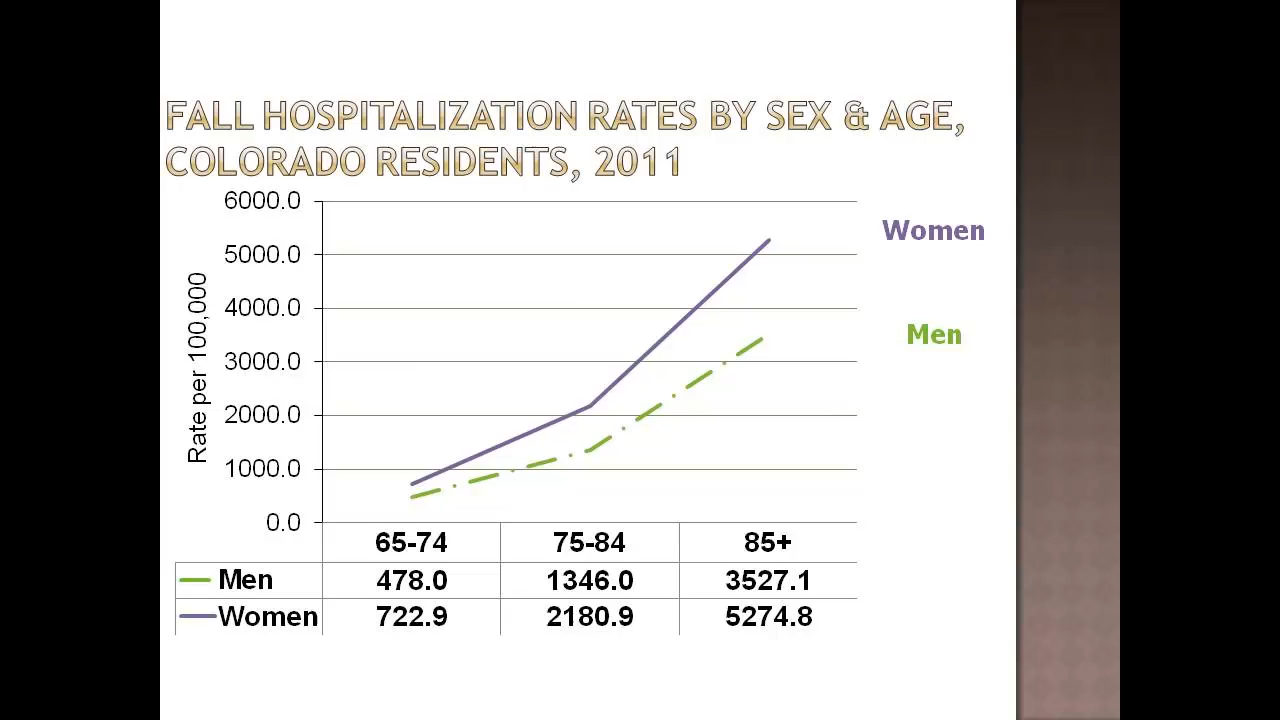 FALL HOSPITALIZATION RATES BY SEX & AGE,
COLORADO RESIDENTS, 2011
6000.0
5000.0
4000.0
3000.0
2000.0
1000.0
0.0
Rate per 100,000
Women
Men
65-74 75-84 85+
Men 478.0 1346.0 3527.1
Women 722.9 2180.9 5274.8